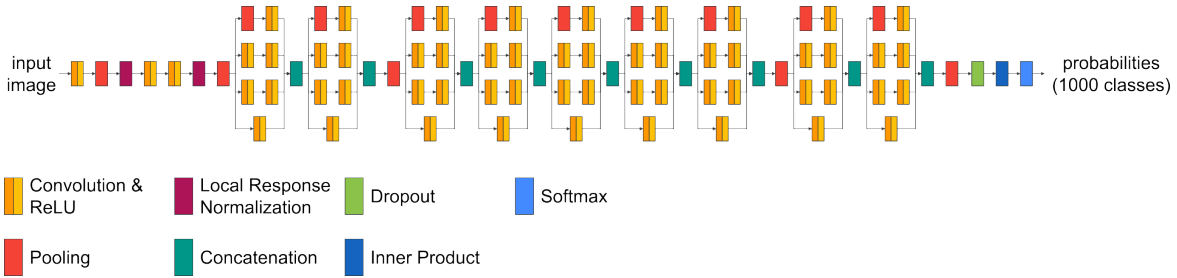 input
image
probabilities
(1000 classes)
Convolution &
ReLU
Local Response
Normalization
Dropout
Softmax
Pooling
Concatenation
Inner Product